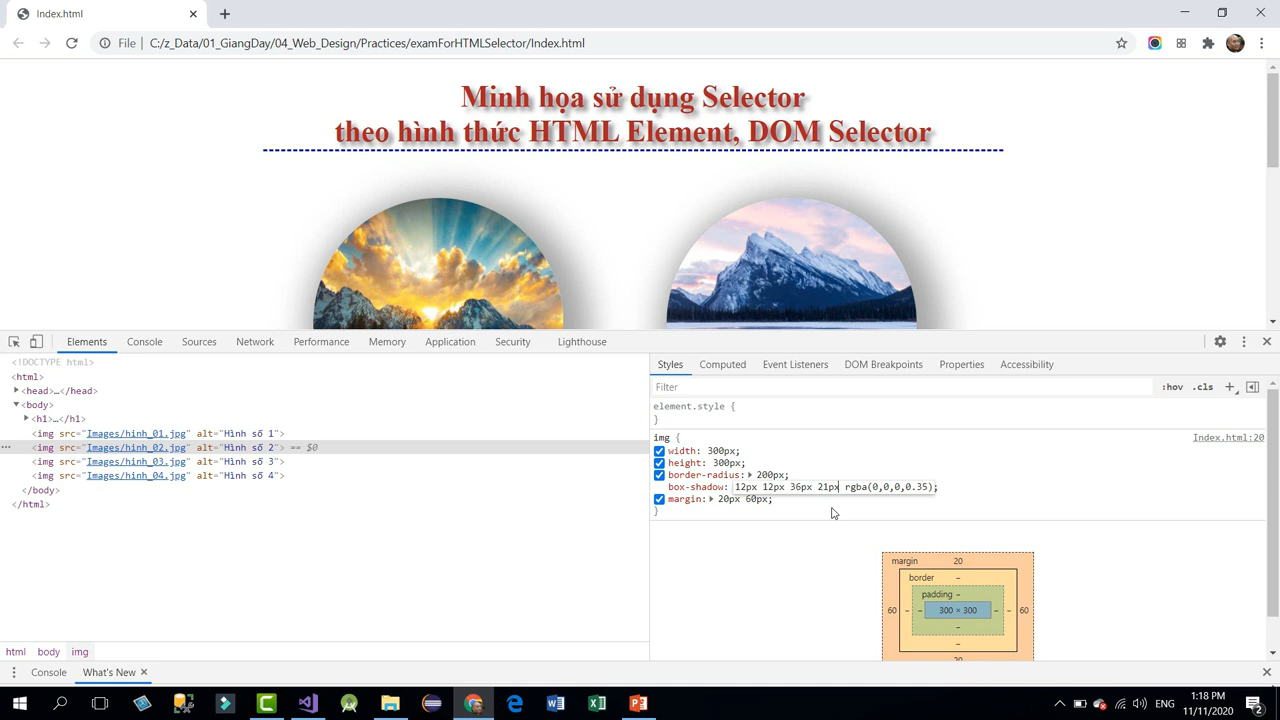 Index.html
File
C:/z_Data/01_GiangDay/04_Web_Design/Practices/examForHTMLSelector/Index.html
Minh họa sử dụng Selector
theo hình thức HTML Element, DOM Selector
Elements Console Sources Network Performance Memory Application Security Lighthouse
<!DOCTYPE html>
<html>
<head>…</head>
<body>
<h1>…</h1>
<img src="Images/hinh_01.jpg" alt="Hình số 1">
<img src="Images/hinh_02.jpg" alt="Hình số 2"> == $0
<img src="Images/hinh_03.jpg" alt="Hình số 3">
<img src="Images/hinh_04.jpg" alt="Hình số 4">
</body>
</html>
html body img
Styles Computed Event Listeners DOM Breakpoints Properties Accessibility
Filter :hov .cls
element.style {
}
img { Index.html:20
width: 300px;
height: 300px;
border-radius: 200px;
box-shadow: 12px 12px 36px 21px rgba(0,0,0,0.35);
margin: 20px 60px;
}
margin 20
border –
padding –
60 – – 300 × 300 – – 60
–
–
20
Console What's New
ENG
1:18 PM
11/11/2020
2